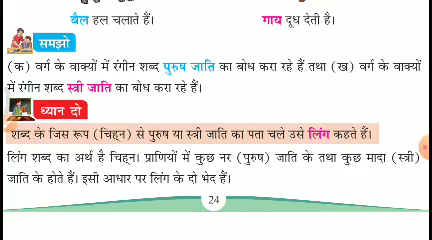 बैल हल चलाते हैं। गाय दूध देती है।
समझो
(क) वर्ग के वाक्यों में रंगीन शब्द पुरुष जाति का बोध करा रहे हैं तथा (ख) वर्ग के वाक्यों
में रंगीन शब्द स्त्री जाति का बोध करा रहे हैं।
ध्यान दो
शब्द के जिस रूप (चिह्न) से पुरुष या स्त्री जाति का पता चले उसे लिंग कहते हैं।
लिंग शब्द का अर्थ है चिह्न। प्राणियों में कुछ नर (पुरुष) जाति के तथा कुछ मादा (स्त्री)
जाति के होते हैं। इसी आधार पर लिंग के दो भेद हैं।
24